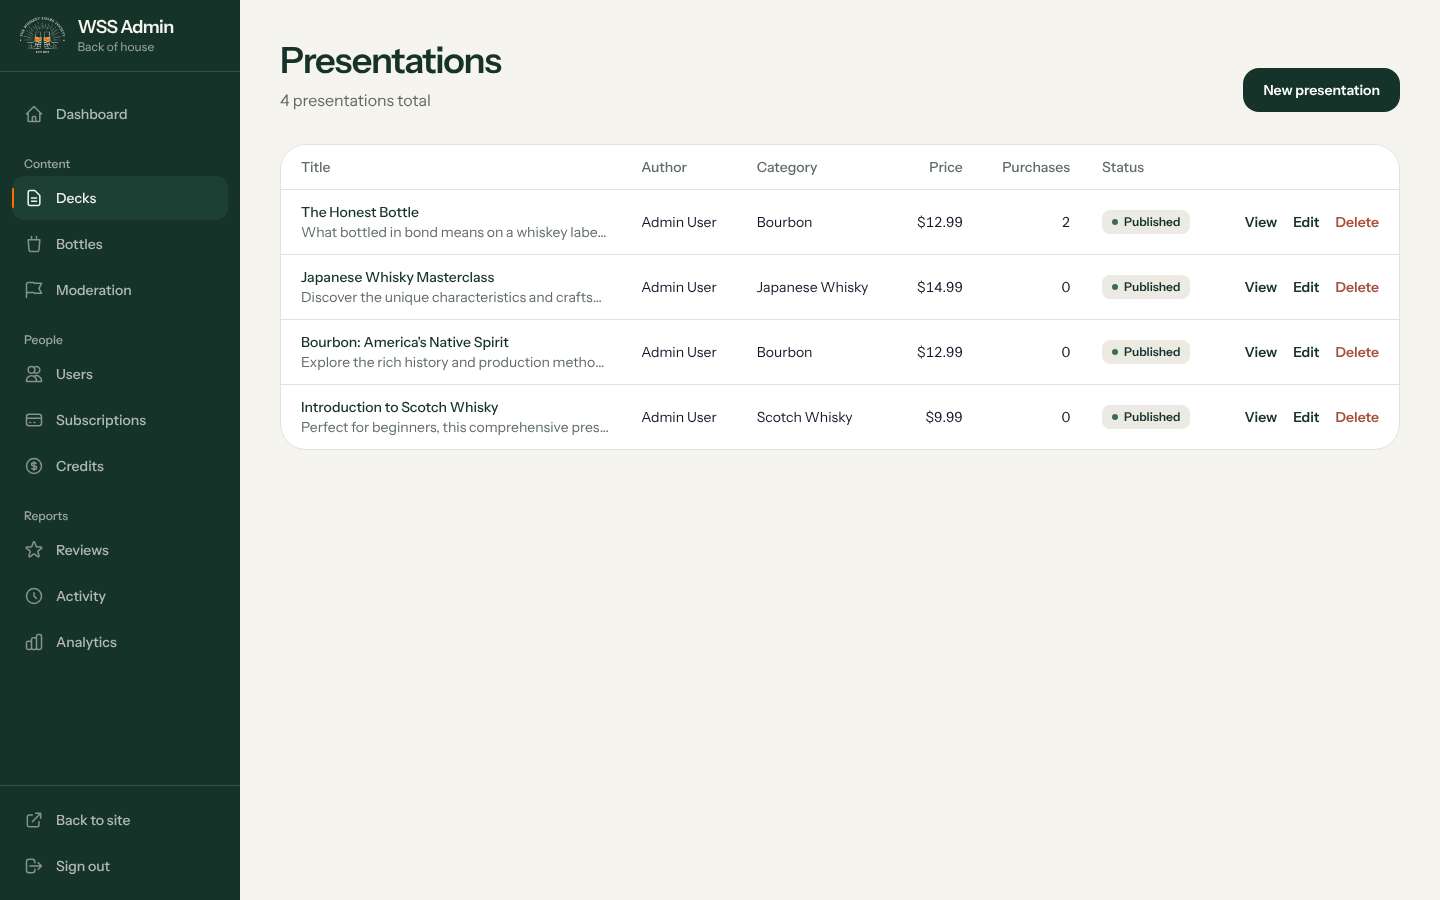 WSS Admin
Back of house
Dashboard
Content
Decks
Bottles
Moderation
People
Users
Subscriptions
Credits
Reports
Reviews
Activity
Analytics
Back to site
Sign out
Presentations
4 presentations total
New presentation
Title Author Category Price Purchases Status
The Honest Bottle
What bottled in bond means on a whiskey labe...
Admin User Bourbon $12.99 2 Published View Edit Delete
Japanese Whisky Masterclass
Discover the unique characteristics and crafts...
Admin User Japanese Whisky $14.99 0 Published View Edit Delete
Bourbon: America's Native Spirit
Explore the rich history and production metho...
Admin User Bourbon $12.99 0 Published View Edit Delete
Introduction to Scotch Whisky
Perfect for beginners, this comprehensive pres...
Admin User Scotch Whisky $9.99 0 Published View Edit Delete